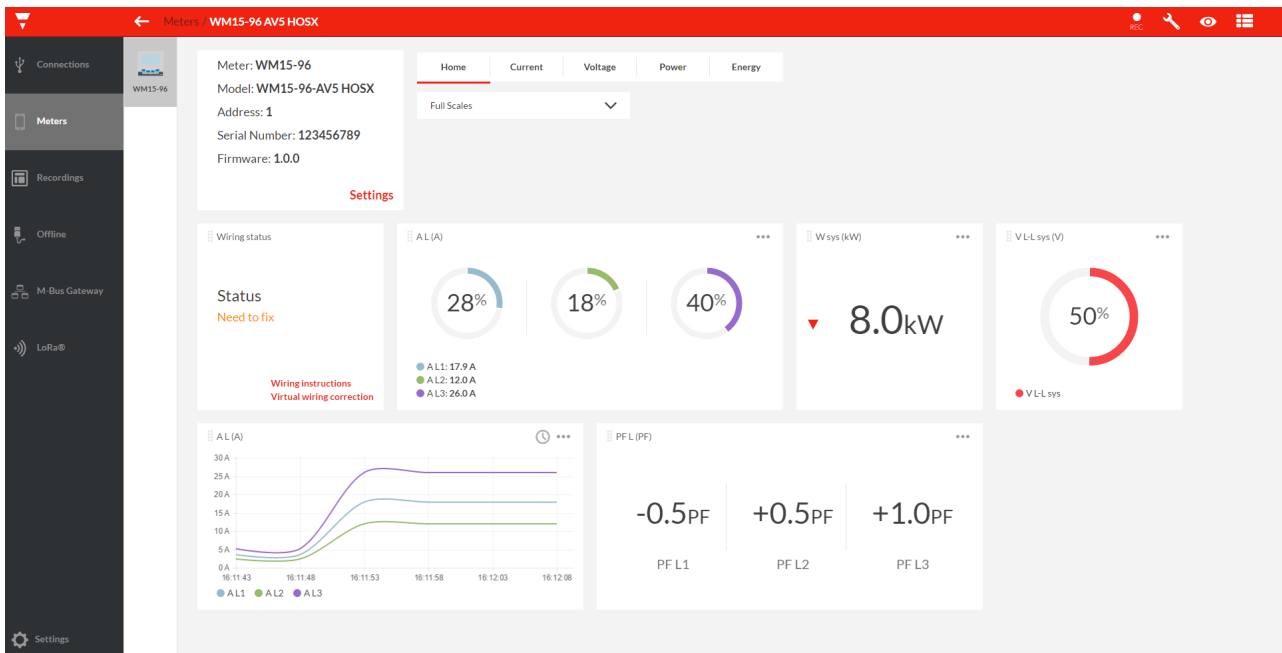 Meters / WM15-96 AV5 HOSX
REC
Connections
Meters
Recordings
Offline
M-Bus Gateway
LoRa®
Settings
WM15-96
Meter: WM15-96
Model: WM15-96-AV5 HOSX
Address: 1
Serial Number: 123456789
Firmware: 1.0.0
Settings
Home Current Voltage Power Energy
Full Scales
Wiring status
Status
Need to fix
Wiring instructions
Virtual wiring correction
A L (A)
28% 18% 40%
A L1: 17.9 A
A L2: 12.0 A
A L3: 26.0 A
W sys (kW)
8.0kW
V L-L sys (V)
50%
V L-L sys
A L (A)
30 A
25 A
20 A
15 A
10 A
5 A
0 A
16:11:43 16:11:48 16:11:53 16:11:58 16:12:03 16:12:08
A L1 A L2 A L3
PF L (PF)
-0.5PF +0.5PF +1.0PF
PF L1 PF L2 PF L3